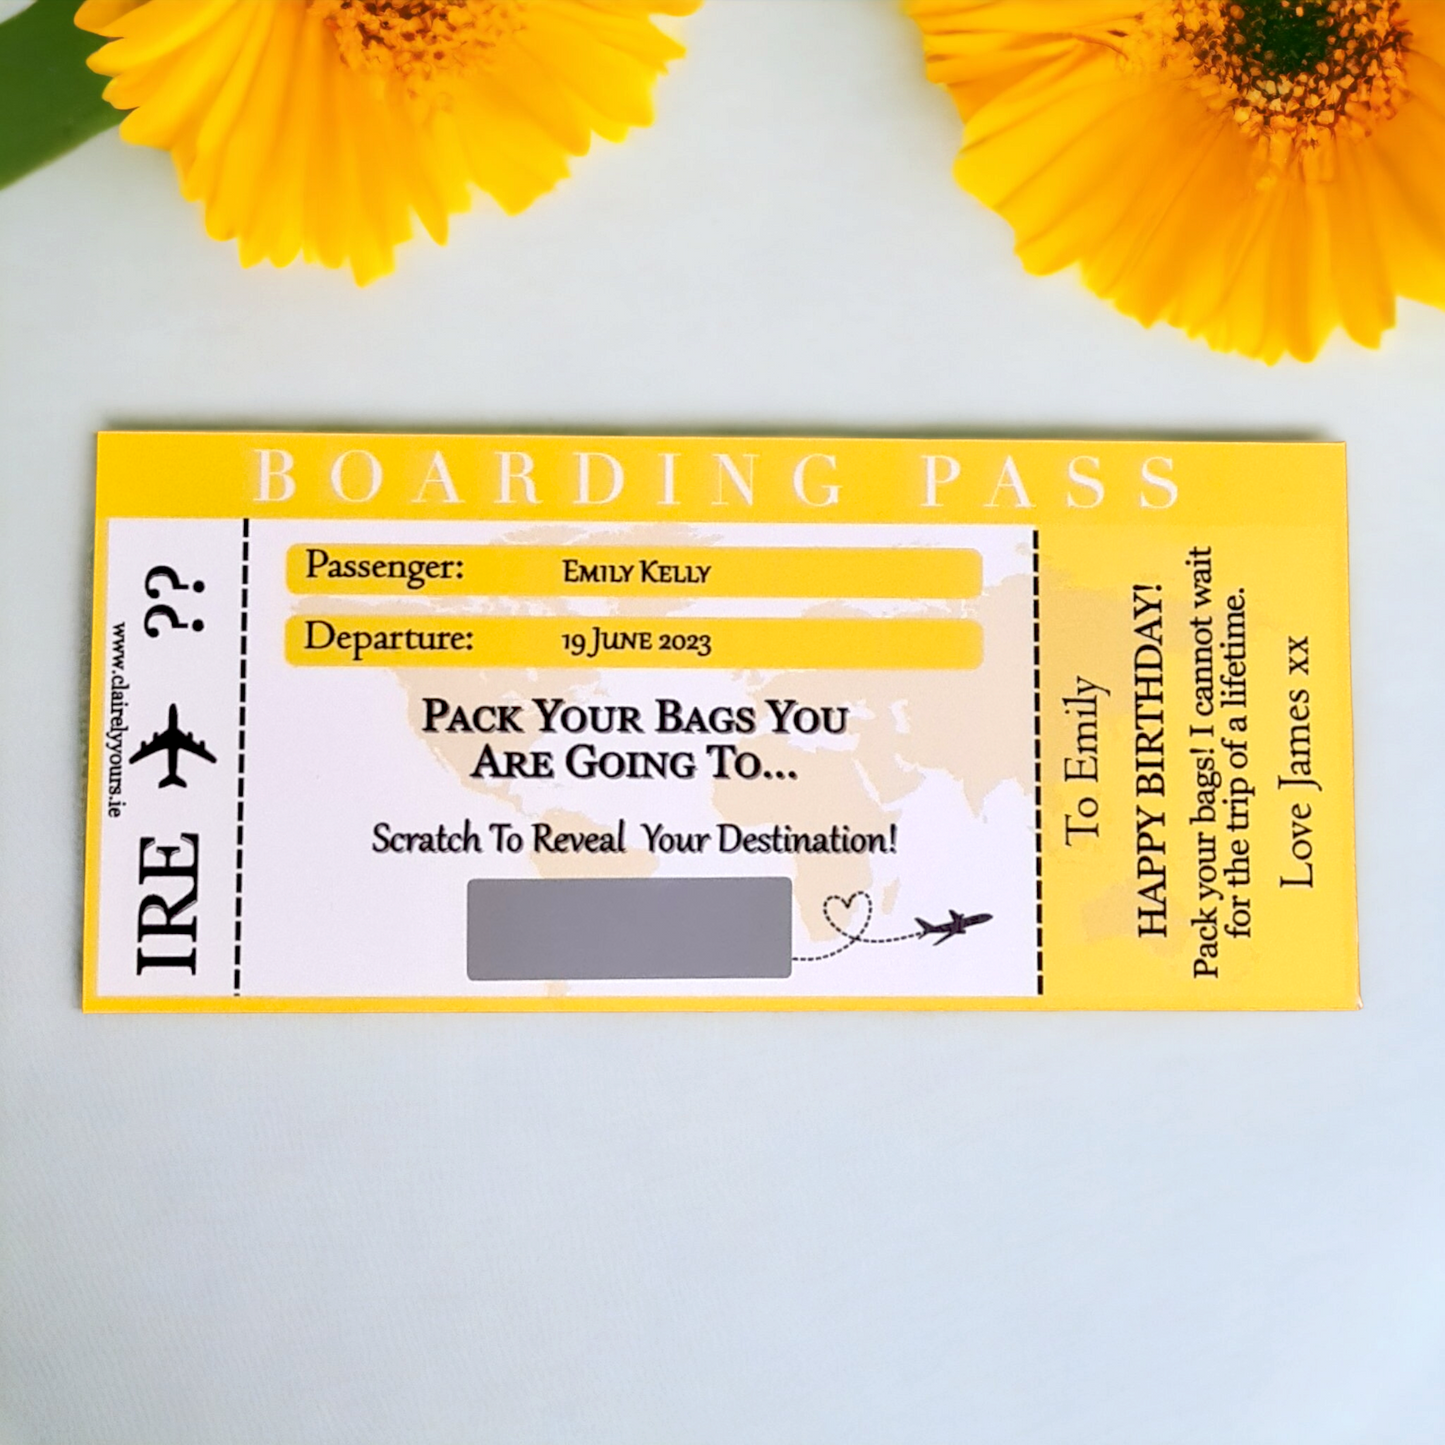 BOARDING PASS
www.clairelyyours.ie
IRE ??
Passenger: EMILY KELLY
Departure: 19 JUNE 2023
PACK YOUR BAGS YOU
ARE GOING TO...
Scratch To Reveal Your Destination!
To Emily
HAPPY BIRTHDAY!
Pack your bags! I cannot wait
for the trip of a lifetime.
Love James xx